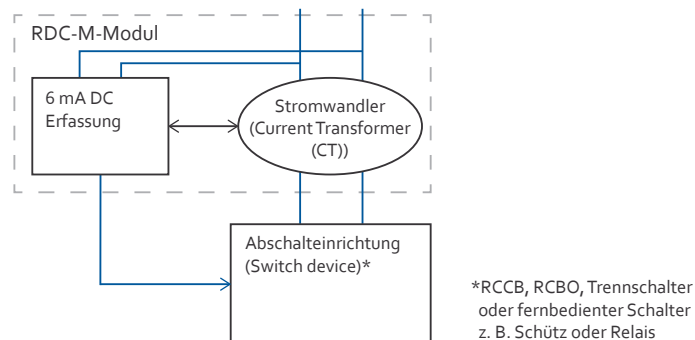 RDC-M-Modul
6 mA DC
Erfassung
Stromwandler
(Current Transformer
(CT))
Abschalteinrichtung
(Switch device)*
*RCCB, RCBO, Trennschalter
oder fernbedienter Schalter
z. B. Schütz oder Relais